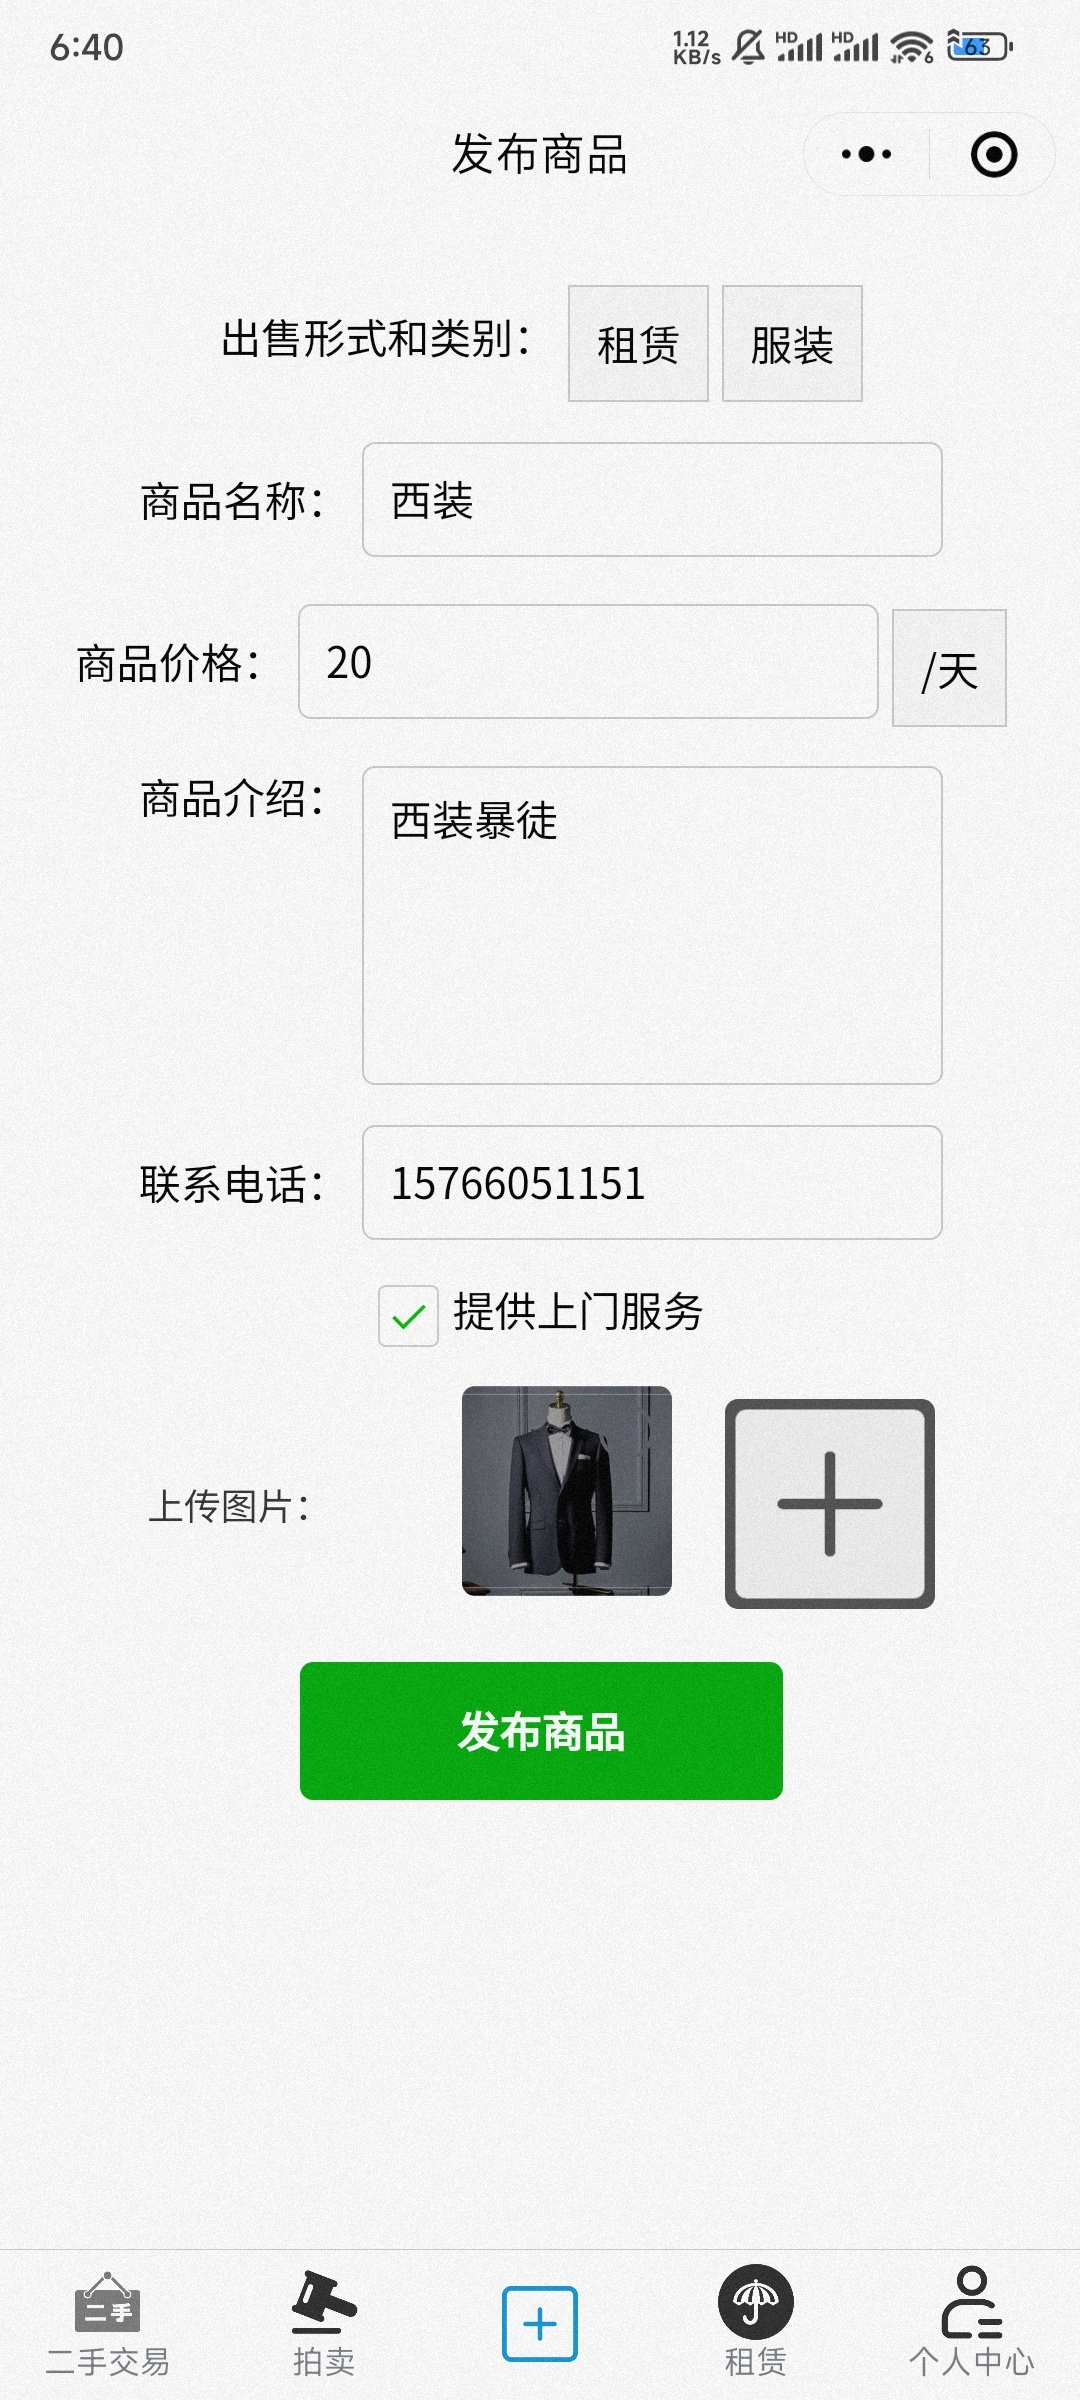 6:40
1.12
KB/s
HD
HD
6
63
发布商品
出售形式和类别：
租赁
服装
商品名称：
西装
商品价格：
20
/天
商品介绍：
西装暴徒
联系电话：
15766051151
提供上门服务
上传图片：
发布商品
二手
二手交易
拍卖
租赁
个人中心